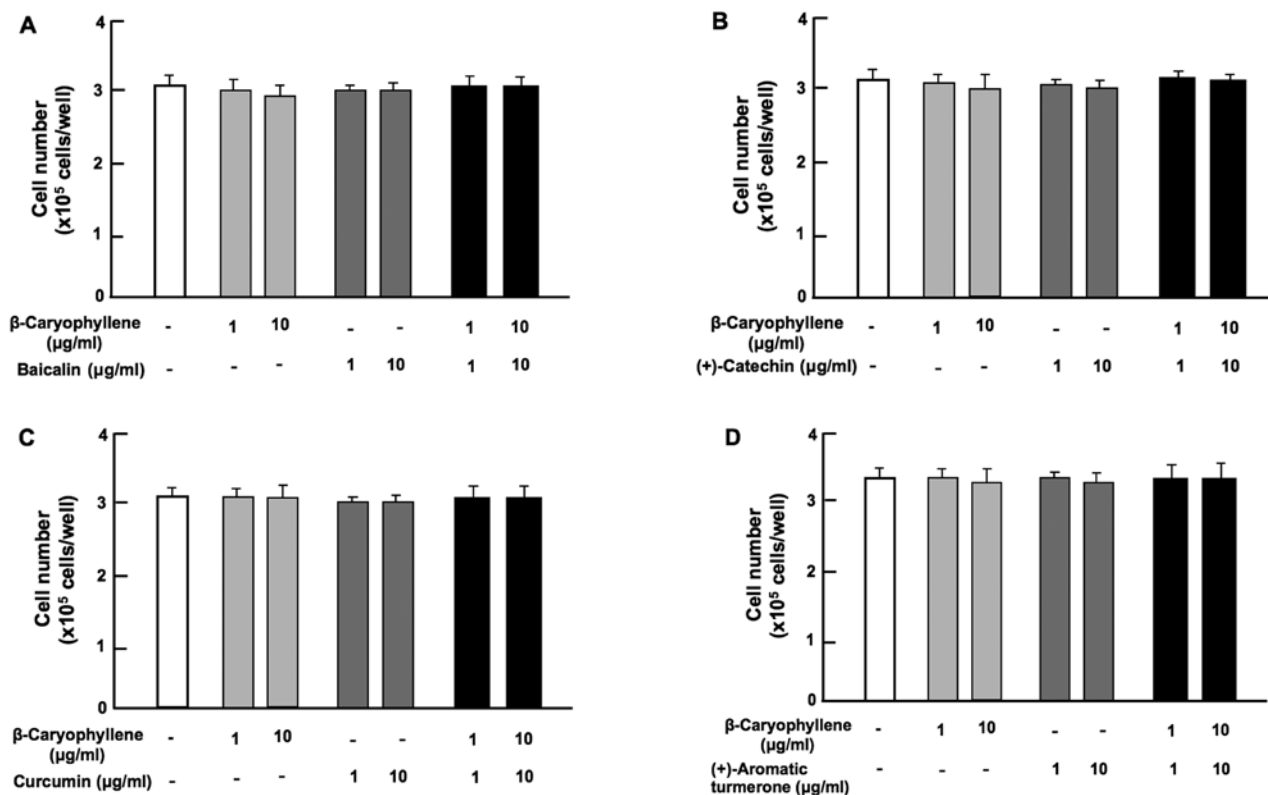 A
Cell number
(x10⁵ cells/well)
4
3
2
1
0
β-Caryophyllene - 1 10 - - 1 10
(µg/ml)
Baicalin (µg/ml) - - - 1 10 1 10
B
Cell number
(x10⁵ cells/well)
4
3
2
1
0
β-Caryophyllene - 1 10 - - 1 10
(µg/ml)
(+)-Catechin (µg/ml) - - - 1 10 1 10
C
Cell number
(x10⁵ cells/well)
4
3
2
1
0
β-Caryophyllene - 1 10 - - 1 10
(µg/ml)
Curcumin (µg/ml) - - - 1 10 1 10
D
Cell number
(x10⁵ cells/well)
4
3
2
1
0
β-Caryophyllene - 1 10 - - 1 10
(µg/ml)
(+)-Aromatic - - - 1 10 1 10
turmerone (µg/ml)